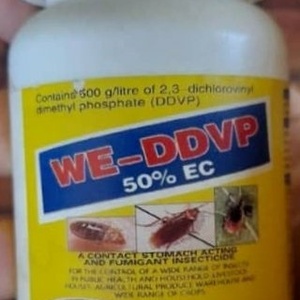 Contains 500 g/litre of 2,3-dichlorovinyl
dimethyl phosphate (DDVP)
WE-DDVP
50% EC
A CONTACT STOMACH ACTING
AND FUMIGANT INSECTICIDE
FOR THE CONTROL OF A WIDE RANGE OF INSECTS
IN PUBLIC HEALTH AND HOUSEHOLD LIVESTOCK
HOUSES, AGRICULTURAL PRODUCE WAREHOUSE AND
WIDE RANGE OF CROPS